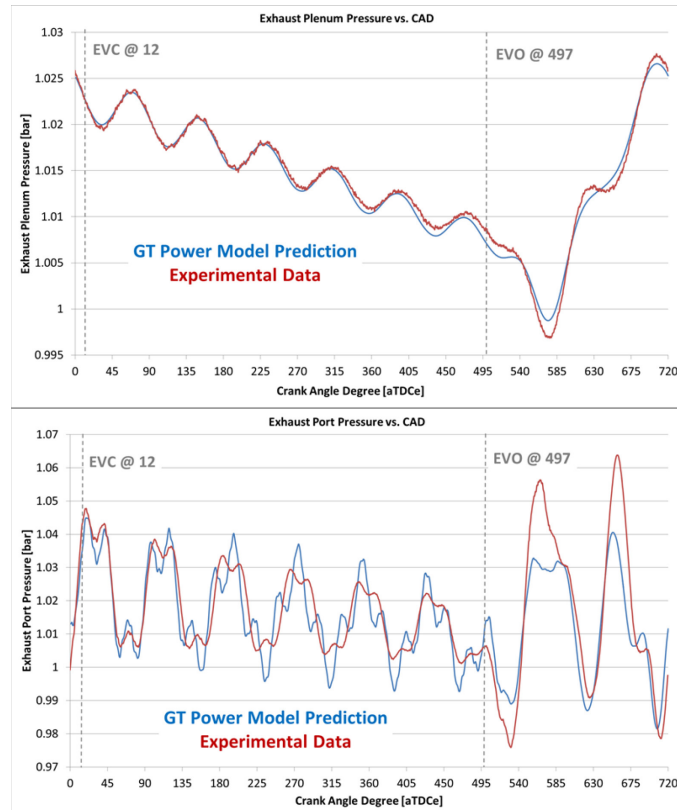 Exhaust Plenum Pressure vs. CAD
1.03
1.025
1.02
1.015
1.01
1.005
1
0.995
Exhaust Plenum Pressure [bar]
EVC @ 12
EVO @ 497
GT Power Model Prediction
Experimental Data
0 45 90 135 180 225 270 315 360 405 450 495 540 585 630 675 720
Crank Angle Degree [aTDCe]
Exhaust Port Pressure vs. CAD
1.07
1.06
1.05
1.04
1.03
1.02
1.01
1
0.99
0.98
0.97
Exhaust Port Pressure [bar]
EVC @ 12
EVO @ 497
GT Power Model Prediction
Experimental Data
0 45 90 135 180 225 270 315 360 405 450 495 540 585 630 675 720
Crank Angle Degree [aTDCe]